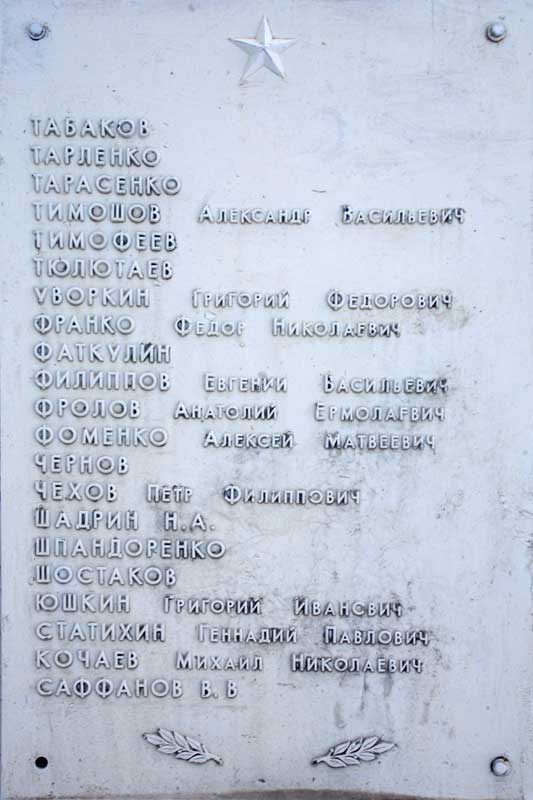 ТАБАКОВ
ТАРЛЕНКО
ТАРАСЕНКО
ТИМОШОВ АЛЕКСАНДР ВАСИЛЬЕВИЧ
ТИМОФЕЕВ
ТЮЛЮТАЕВ
УВОРКИН ГРИГОРИЙ ФЕДОРОВИЧ
ФРАНКО ФЕДОР НИКОЛАЕВИЧ
ФАТКУЛИН
ФИЛИППОВ ЕВГЕНИИ ВАСИЛЬЕВИЧ
ФРОЛОВ АНАТОЛИЙ ЕРМОЛАЕВИЧ
ФОМЕНКО АЛЕКСЕЙ МАТВЕЕВИЧ
ЧЕРНОВ
ЧЕХОВ ПЕТР ФИЛИППОВИЧ
ШАДРИН Н.А.
ШПАНДОРЕНКО
ШОСТАКОВ
ЮШКИН ГРИГОРИЙ ИВАНОВИЧ
СТАТИХИН ГЕННАДИЙ ПАВЛОВИЧ
КОЧАЕВ МИХАИЛ НИКОЛАЕВИЧ
САФФАНОВ В.В